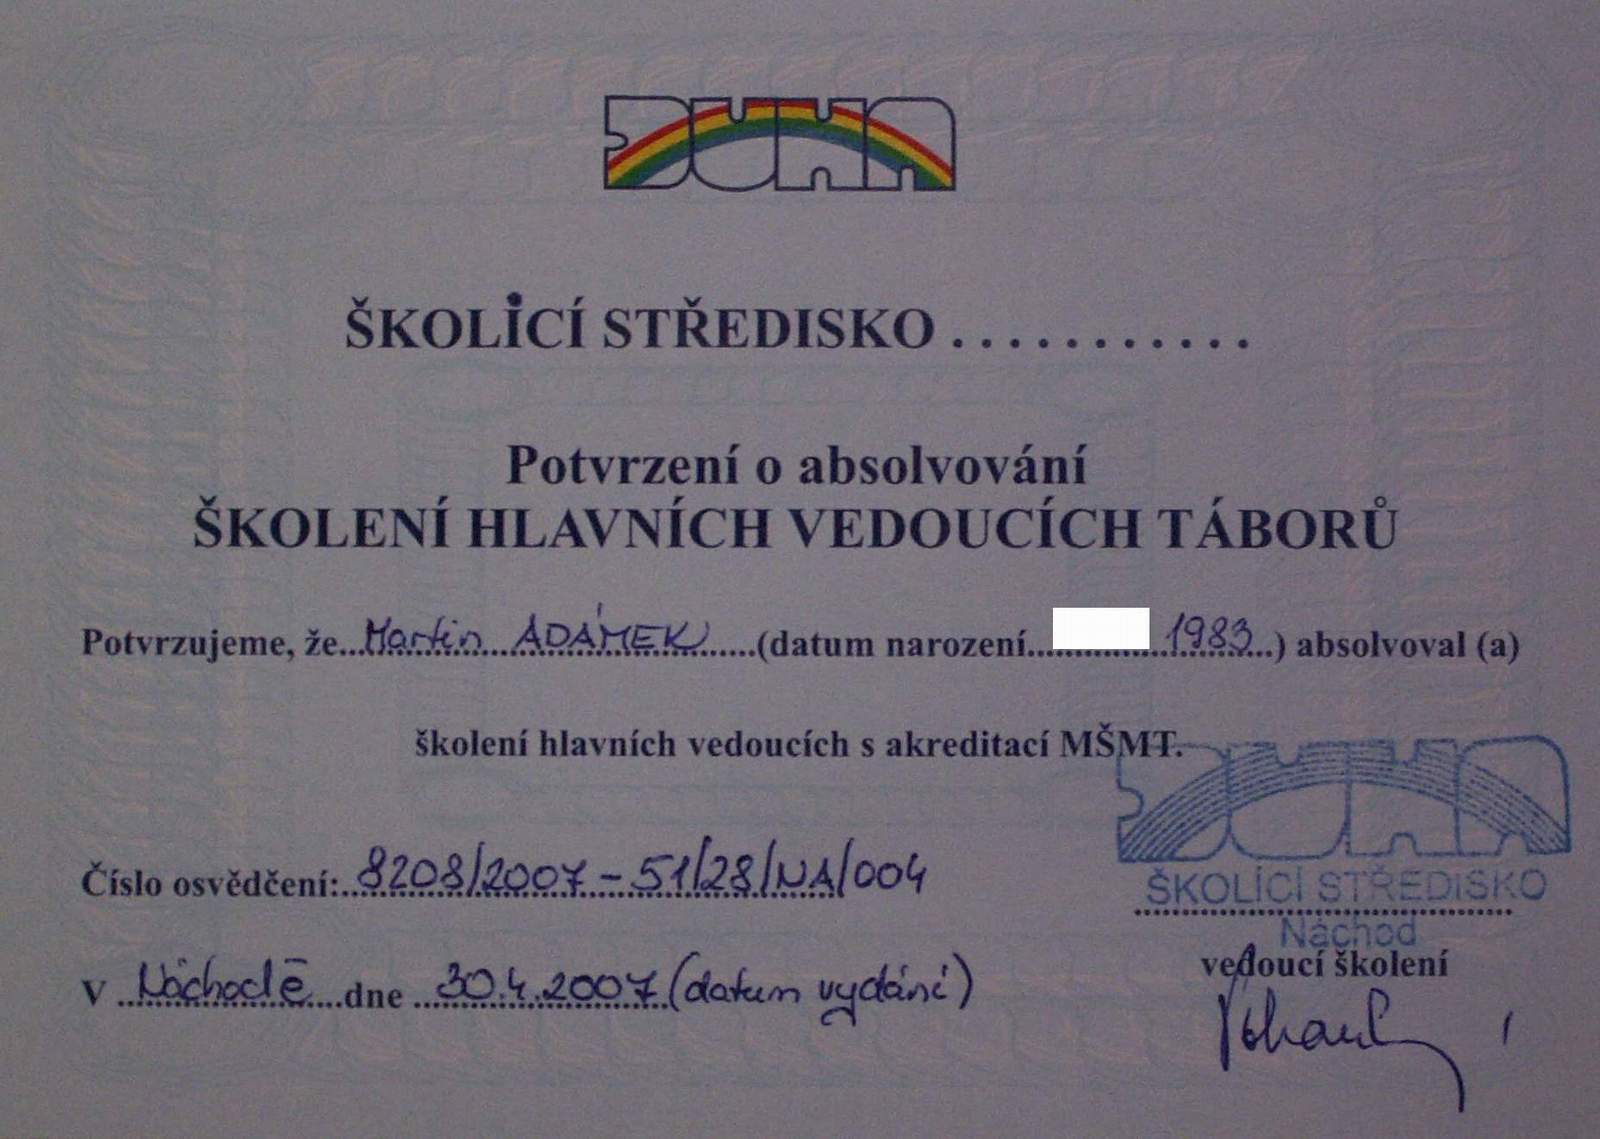 DUHA
ŠKOLICÍ STŘEDISKO . . . . . . . . . . .
Potvrzení o absolvování
ŠKOLENÍ HLAVNÍCH VEDOUCÍCH TÁBORŮ
Potvrzujeme, že...Martin ADÁMEK......(datum narození..............1983...) absolvoval (a)
školení hlavních vedoucích s akreditací MŠMT.
DUHA
ŠKOLÍCÍ STŘEDISKO
Náchod
Číslo osvědčení: 8208/2007 - 51/28/NA/004
vedoucí školení
V Náchodě dne 30.4.2007 (datum vydání)